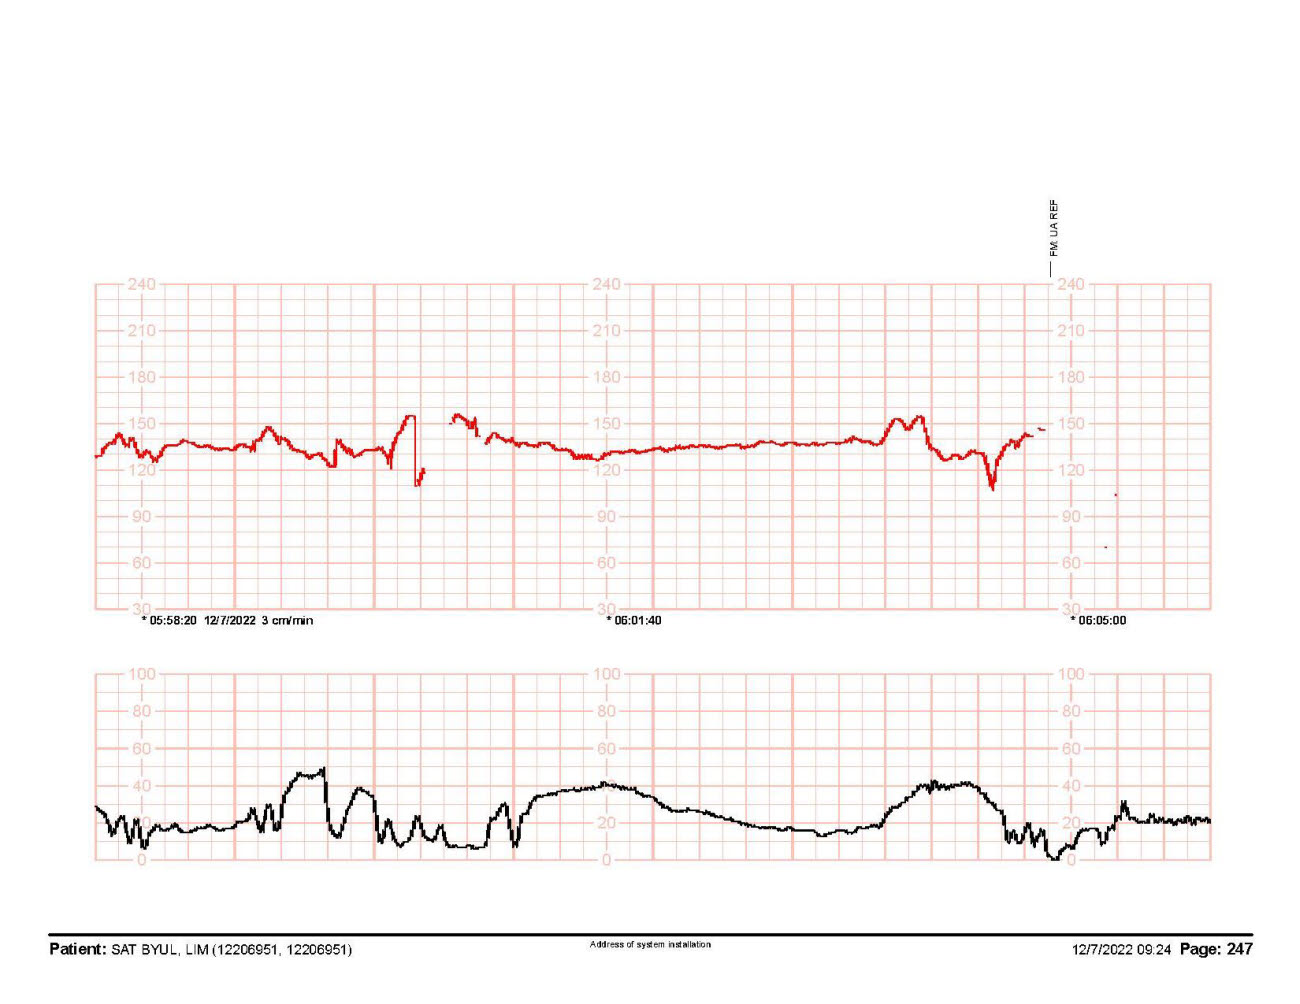 FM: UA REF
240 240 240
210 210 210
180 180 180
150 150 150
120 120 120
90 90 90
60 60 60
30 30 30
* 05:58:20 12/7/2022 3 cm/min * 06:01:40 * 06:05:00
100 100 100
80 80 80
60 60 60
40 40 40
20 20 20
0 0 0
Patient: SAT BYUL, LIM (12206951, 12206951) Address of system installation 12/7/2022 09:24 Page: 247